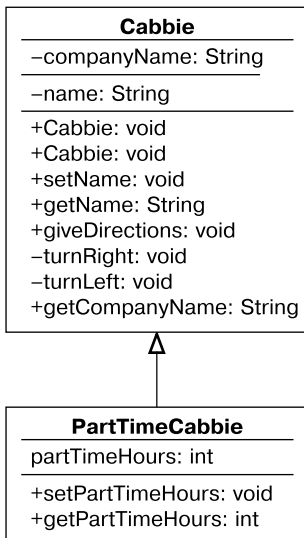 Cabbie
–companyName: String
–name: String
+Cabbie: void
+Cabbie: void
+setName: void
+getName: String
+giveDirections: void
–turnRight: void
–turnLeft: void
+getCompanyName: String
PartTimeCabbie
partTimeHours: int
+setPartTimeHours: void
+getPartTimeHours: int